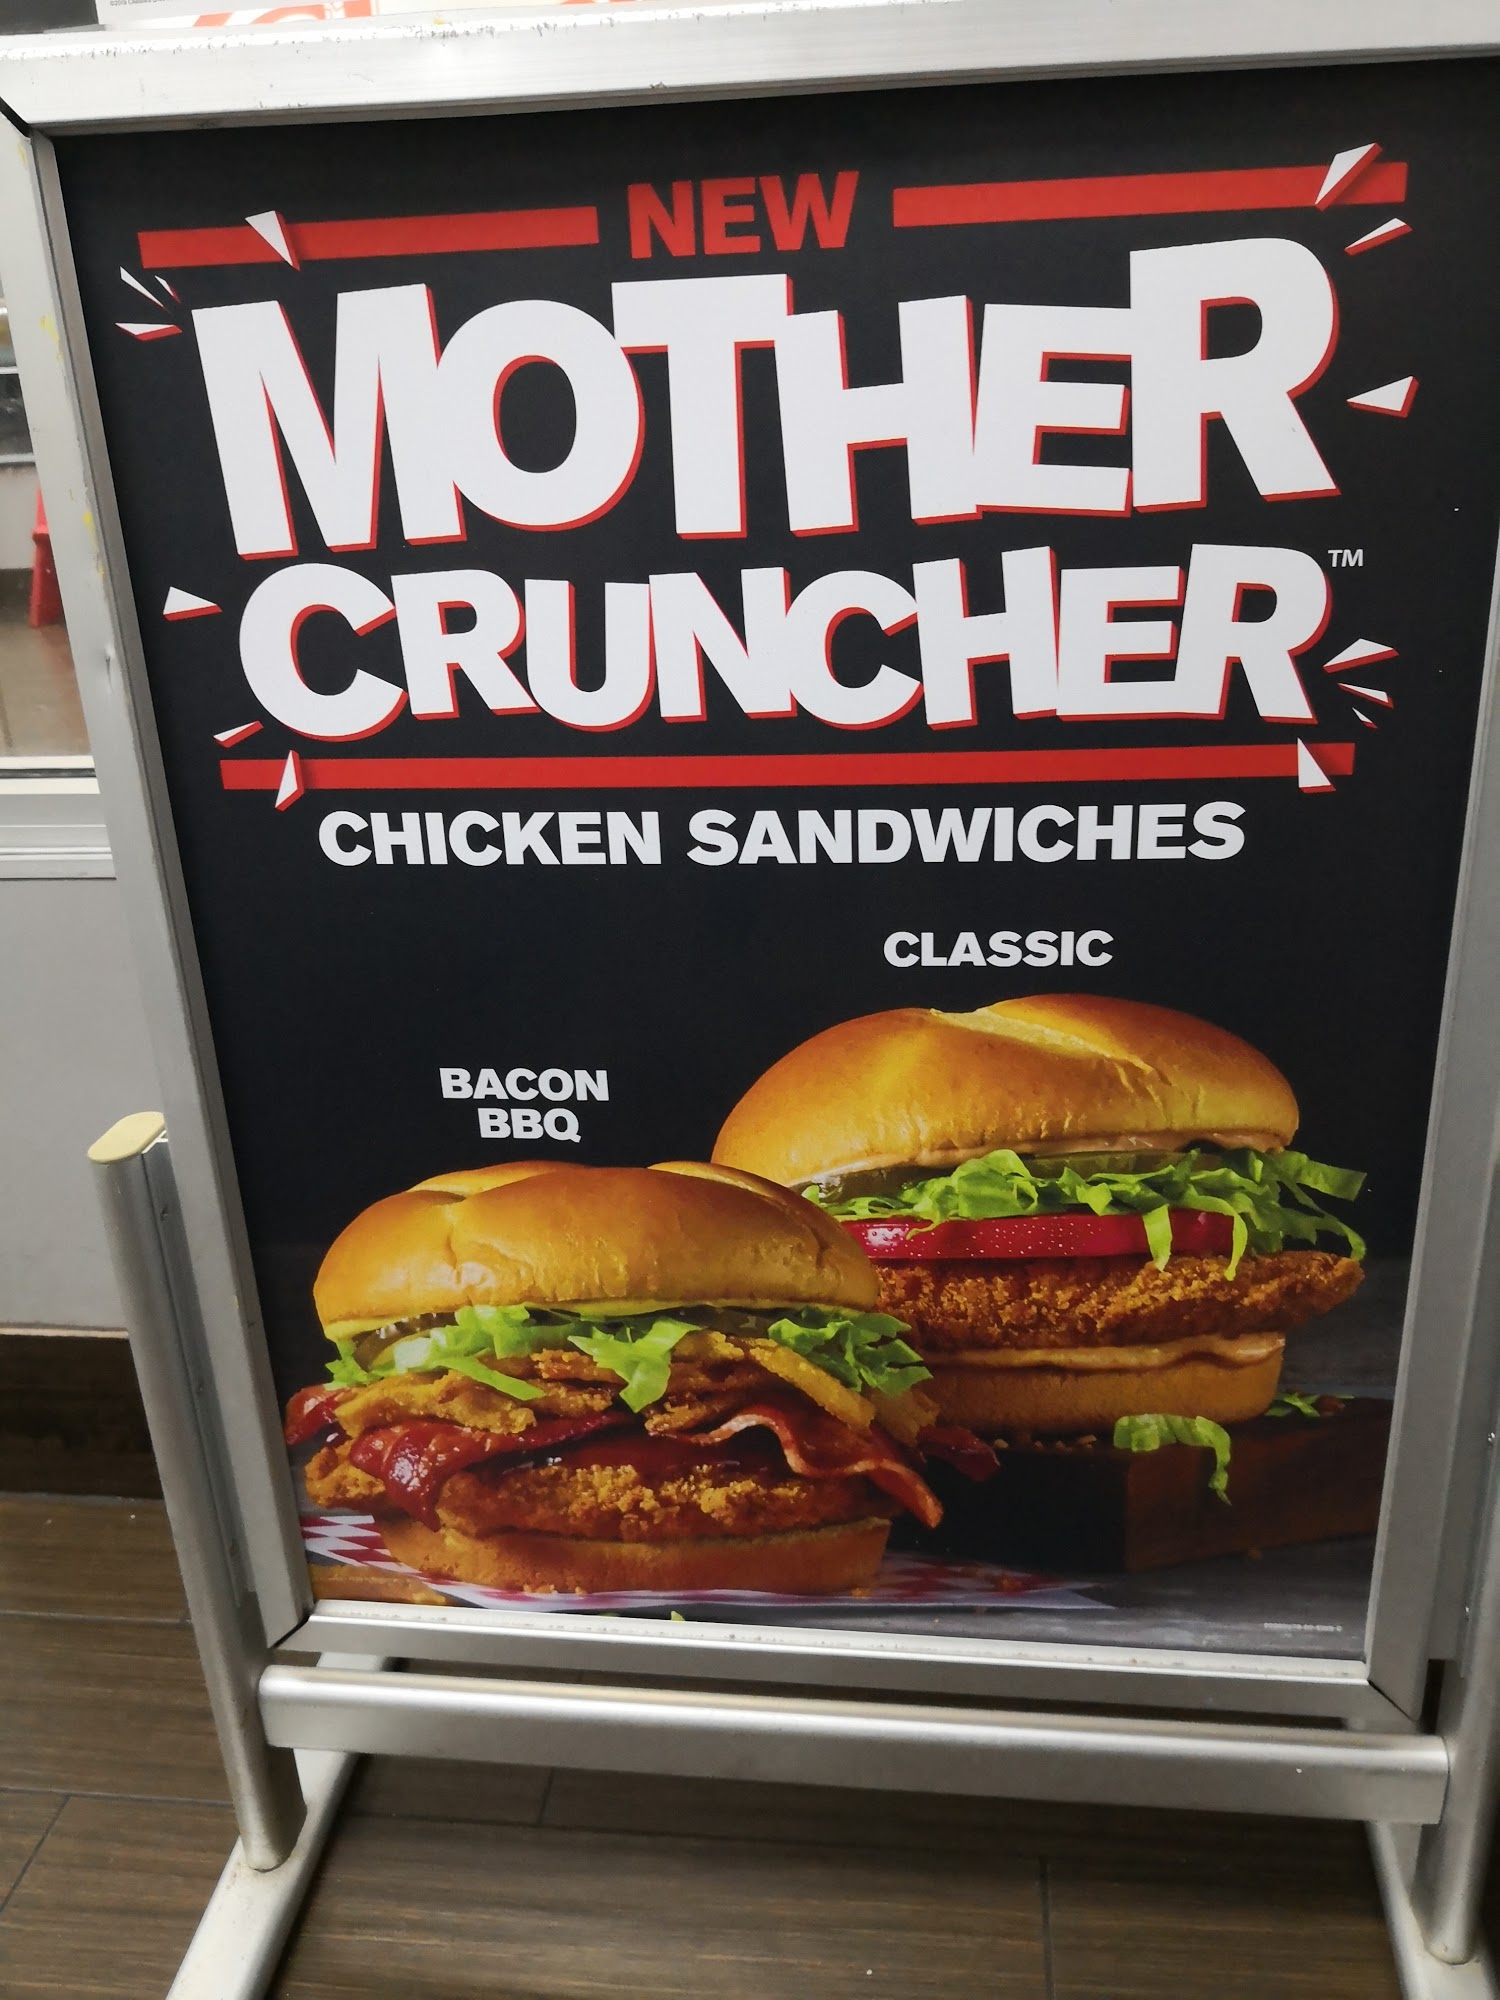 NEW
MOTHER
CRUNCHER™
CHICKEN SANDWICHES
CLASSIC
BACON
BBQ